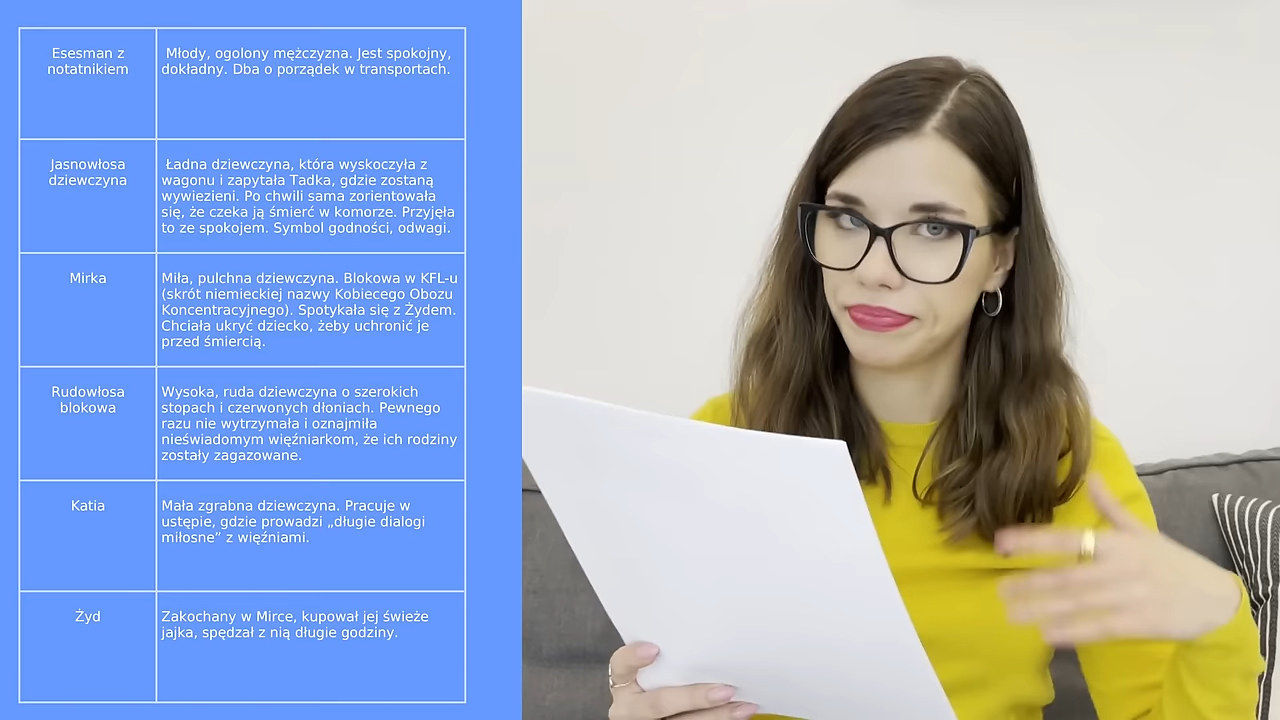 Esesman z
notatnikiem
Młody, ogolony mężczyzna. Jest spokojny,
dokładny. Dba o porządek w transportach.
Jasnowłosa
dziewczyna
Ładna dziewczyna, która wyskoczyła z
wagonu i zapytała Tadka, gdzie zostaną
wywiezieni. Po chwili sama zorientowała
się, że czeka ją śmierć w komorze. Przyjęła
to ze spokojem. Symbol godności, odwagi.
Mirka
Miła, pulchna dziewczyna. Blokowa w KFL-u
(skrót niemieckiej nazwy Kobiecego Obozu
Koncentracyjnego). Spotykała się z Żydem.
Chciała ukryć dziecko, żeby uchronić je
przed śmiercią.
Rudowłosa
blokowa
Wysoka, ruda dziewczyna o szerokich
stopach i czerwonych dłoniach. Pewnego
razu nie wytrzymała i oznajmiła
nieświadomym więźniarkom, że ich rodziny
zostały zagazowane.
Katia
Mała zgrabna dziewczyna. Pracuje w
ustępie, gdzie prowadzi „długie dialogi
miłosne” z więźniami.
Żyd
Zakochany w Mirce, kupował jej świeże
jajka, spędzał z nią długie godziny.